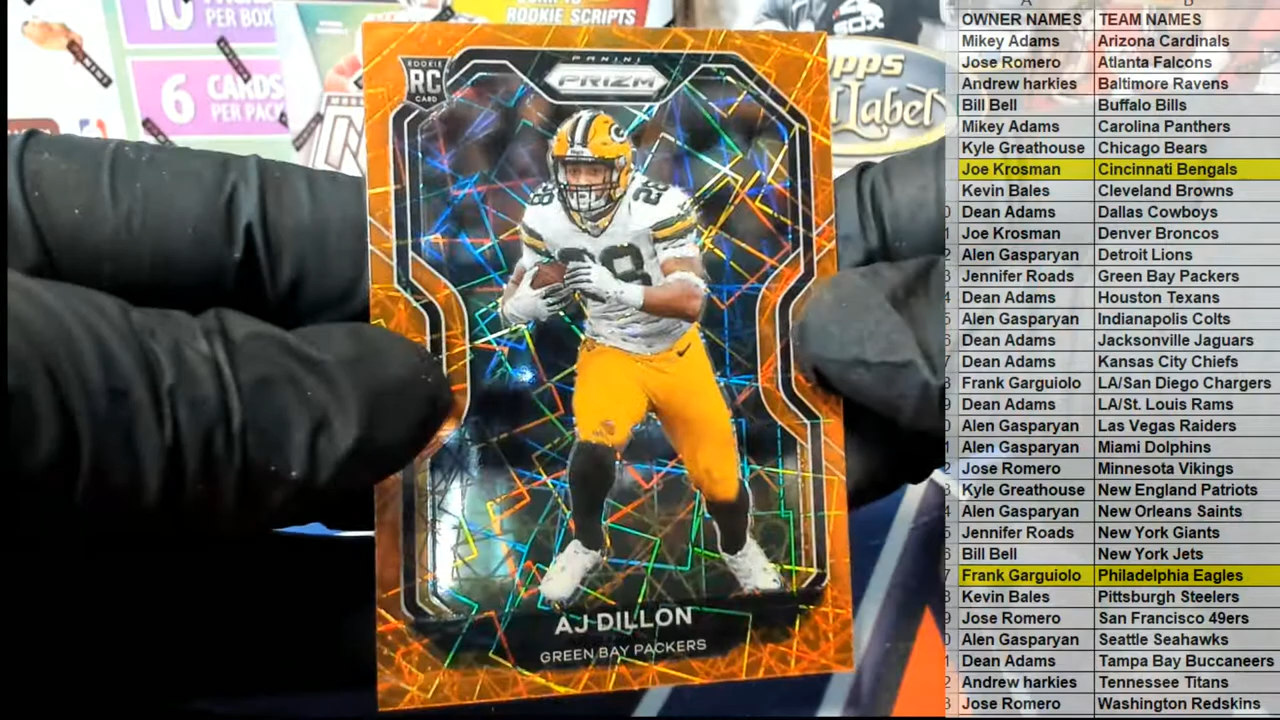 10 PACKS
PER BOX
6 CARDS
PER PACK
ROOKIE SCRIPTS
SOX
Label
ROOKIE
RC
CARD
PANINI
PRIZM
28
28
AJ DILLON
GREEN BAY PACKERS
A B
OWNER NAMES TEAM NAMES
Mikey Adams Arizona Cardinals
Jose Romero Atlanta Falcons
Andrew harkies Baltimore Ravens
Bill Bell Buffalo Bills
Mikey Adams Carolina Panthers
Kyle Greathouse Chicago Bears
Joe Krosman Cincinnati Bengals
Kevin Bales Cleveland Browns
Dean Adams Dallas Cowboys
Joe Krosman Denver Broncos
Alen Gasparyan Detroit Lions
Jennifer Roads Green Bay Packers
Dean Adams Houston Texans
Alen Gasparyan Indianapolis Colts
Dean Adams Jacksonville Jaguars
Dean Adams Kansas City Chiefs
Frank Garguiolo LA/San Diego Chargers
Dean Adams LA/St. Louis Rams
Alen Gasparyan Las Vegas Raiders
Alen Gasparyan Miami Dolphins
Jose Romero Minnesota Vikings
Kyle Greathouse New England Patriots
Alen Gasparyan New Orleans Saints
Jennifer Roads New York Giants
Bill Bell New York Jets
Frank Garguiolo Philadelphia Eagles
Kevin Bales Pittsburgh Steelers
Jose Romero San Francisco 49ers
Alen Gasparyan Seattle Seahawks
Dean Adams Tampa Bay Buccaneers
Andrew harkies Tennessee Titans
Jose Romero Washington Redskins